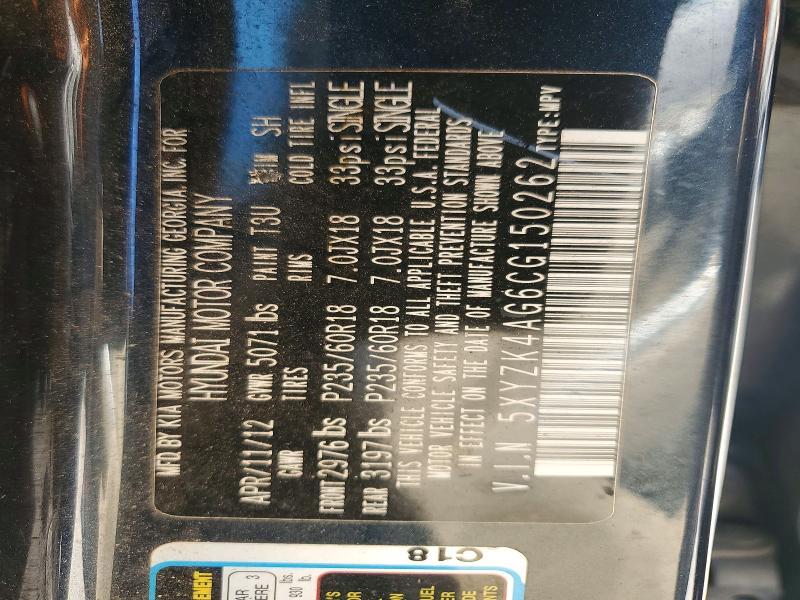 MFD BY KIA MOTORS MANUFACTURING GEORGIA, INC. FOR
HYUNDAI MOTOR COMPANY
APR/11/12 GVWR 5071 lbs PAINT T3U TRIM SH
GAWR TIRES RIMS COLD TIRE INFL
FRONT 2976 lbs P235/60R18 7.0JX18 33psi SINGLE
REAR 3197 lbs P235/60R18 7.0JX18 33psi SINGLE
THIS VEHICLE CONFORMS TO ALL APPLICABLE U.S.A. FEDERAL
MOTOR VEHICLE SAFETY AND THEFT PREVENTION STANDARDS
IN EFFECT ON THE DATE OF MANUFACTURE SHOWN ABOVE
V.I.N 5XYZK4AG6CG150262 TYPE:MPV
C18